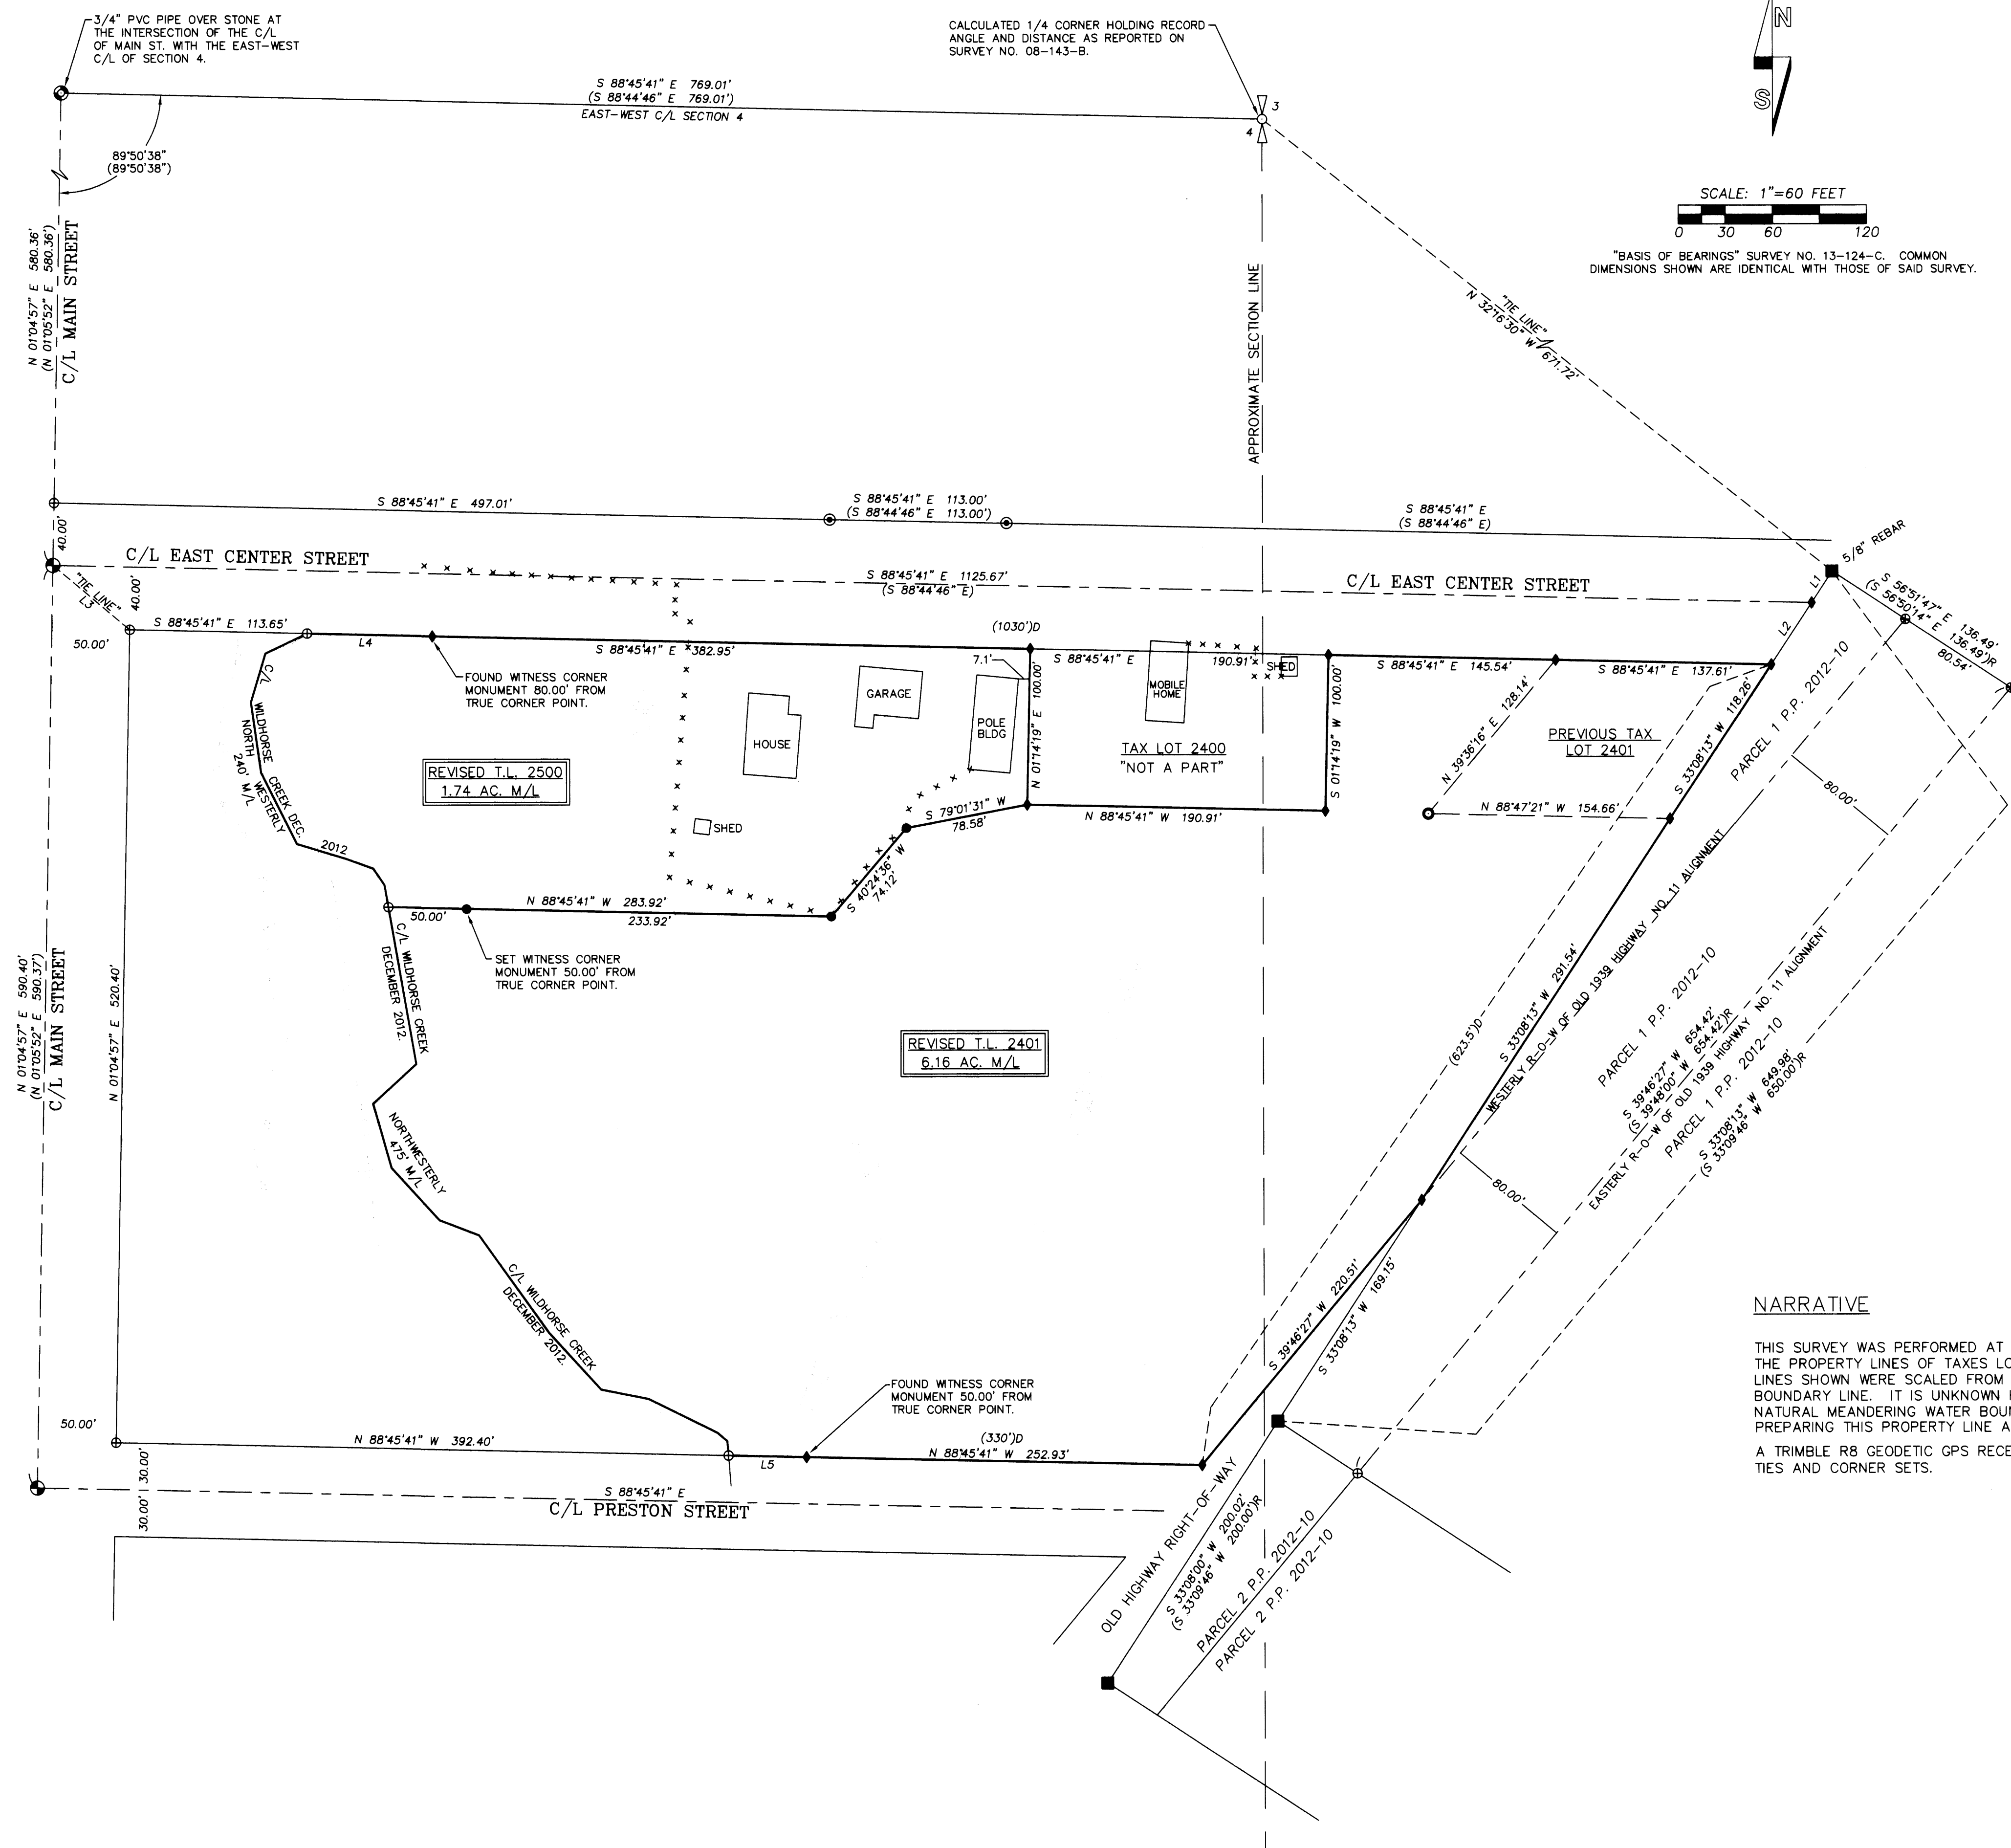 3/4" PVC PIPE OVER STONE AT
THE INTERSECTION OF THE C/L
OF MAIN ST. WITH THE EAST-WEST
C/L OF SECTION 4.
CALCULATED 1/4 CORNER HOLDING RECORD
ANGLE AND DISTANCE AS REPORTED ON
SURVEY NO. 08-143-B.
N
S
S 88°45'41" E 769.01'
(S 88°44'46" E 769.01')
EAST-WEST C/L SECTION 4
3
4
89°50'38"
(89°50'38")
SCALE: 1"=60 FEET
0 30 60 120
"BASIS OF BEARINGS" SURVEY NO. 13-124-C. COMMON
DIMENSIONS SHOWN ARE IDENTICAL WITH THOSE OF SAID SURVEY.
N 01°04'57" E 580.36'
(N 01°05'52" E 580.36')
C/L MAIN STREET
APPROXIMATE SECTION LINE
"TIE LINE"
N 32°16'30" W 671.72'
S 88°45'41" E 497.01'
S 88°45'41" E 113.00'
(S 88°44'46" E 113.00')
S 88°45'41" E
(S 88°44'46" E)
5/8" REBAR
40.00'
C/L EAST CENTER STREET
S 88°45'41" E 1125.67'
(S 88°44'46" E)
C/L EAST CENTER STREET
L1
S 56°51'47" E 136.49'
(S 56°50'14" E 136.49')R
80.54'
"TIE LINE"
L3
40.00'
50.00'
S 88°45'41" E 113.65'
L4
S 88°45'41" E 382.95'
(1030')D
7.1'
S 88°45'41" E 190.91'
SHED
S 88°45'41" E 145.54'
S 88°45'41" E 137.61'
L2
FOUND WITNESS CORNER
MONUMENT 80.00' FROM
TRUE CORNER POINT.
GARAGE
HOUSE
POLE
BLDG
N 01°14'19" E 100.00'
MOBILE
HOME
TAX LOT 2400
"NOT A PART"
S 01°14'19" W 100.00'
N 39°36'16" E 128.14'
PREVIOUS TAX
LOT 2401
S 33°08'13" W 118.26'
PARCEL 1 P.P. 2012-10
80.00'
C/L WILDHORSE CREEK DEC. 2012
NORTH WESTERLY
240' M/L
REVISED T.L. 2500
1.74 AC. M/L
SHED
S 79°01'31" W
78.58'
N 88°45'41" W 190.91'
N 88°47'21" W 154.66'
S 40°24'36" W
74.12'
N 88°45'41" W 283.92'
50.00'
233.92'
SET WITNESS CORNER
MONUMENT 50.00' FROM
TRUE CORNER POINT.
C/L WILDHORSE CREEK
DECEMBER 2012.
N 01°04'57" E 590.40'
(N 01°05'52" E 590.37')
C/L MAIN STREET
N 01°04'57" E 520.40'
REVISED T.L. 2401
6.16 AC. M/L
(623.5')D
S 33°08'13" W 291.54'
WESTERLY R-O-W OF OLD 1939 HIGHWAY NO. 11 ALIGNMENT
PARCEL 1 P.P. 2012-10
S 39°46'27" W 654.42'
(S 39°48'00" W 654.42')R
EASTERLY R-O-W OF OLD 1939 HIGHWAY NO. 11 ALIGNMENT
PARCEL 1 P.P. 2012-10
S 33°08'13" W 649.98'
(S 33°09'46" W 650.00')R
80.00'
NORTHWESTERLY
475' M/L
C/L WILDHORSE CREEK
DECEMBER 2012.
S 39°46'27" W 220.51'
S 33°08'13" W 169.15'
FOUND WITNESS CORNER
MONUMENT 50.00' FROM
TRUE CORNER POINT.
50.00'
N 88°45'41" W 392.40'
L5
(330')D
N 88°45'41" W 252.93'
30.00'
30.00'
S 88°45'41" E
C/L PRESTON STREET
OLD HIGHWAY RIGHT-OF-WAY
S 33°08'00" W 200.02'
(S 33°09'46" W 200.00')R
PARCEL 2 P.P. 2012-10
PARCEL 2 P.P. 2012-10
NARRATIVE
THIS SURVEY WAS PERFORMED AT
THE PROPERTY LINES OF TAXES
LINES SHOWN WERE SCALED FROM
BOUNDARY LINE. IT IS UNKNOWN
NATURAL MEANDERING WATER
PREPARING THIS PROPERTY LINE
A TRIMBLE R8 GEODETIC GPS
TIES AND CORNER SETS.